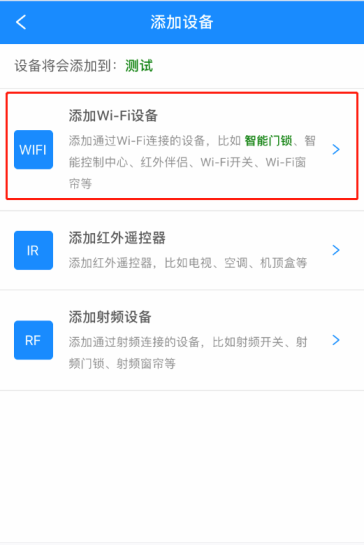 添加设备
设备将会添加到：测试
添加Wi-Fi设备
WIFI
添加通过Wi-Fi连接的设备，比如 智能门锁、智
能控制中心、红外伴侣、Wi-Fi开关、Wi-Fi窗
帘等
添加红外遥控器
IR
添加红外遥控器，比如电视、空调、机顶盒等
添加射频设备
RF
添加通过射频连接的设备，比如射频开关、射
频门锁、射频窗帘等